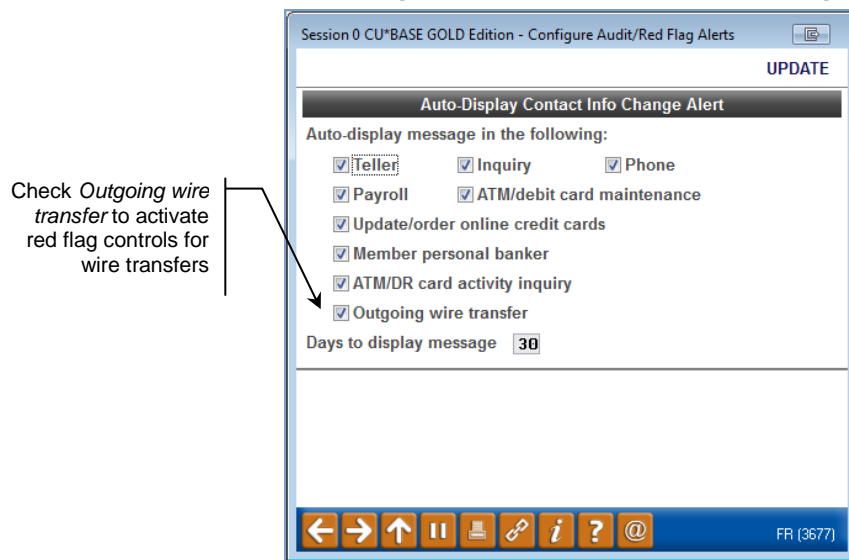 Session 0 CU*BASE GOLD Edition - Configure Audit/Red Flag Alerts
UPDATE
Auto-Display Contact Info Change Alert
Auto-display message in the following:
Teller Inquiry Phone
Payroll ATM/debit card maintenance
Update/order online credit cards
Member personal banker
ATM/DR card activity inquiry
Outgoing wire transfer
Days to display message 30
Check Outgoing wire
transfer to activate
red flag controls for
wire transfers
i ? @
FR (3677)